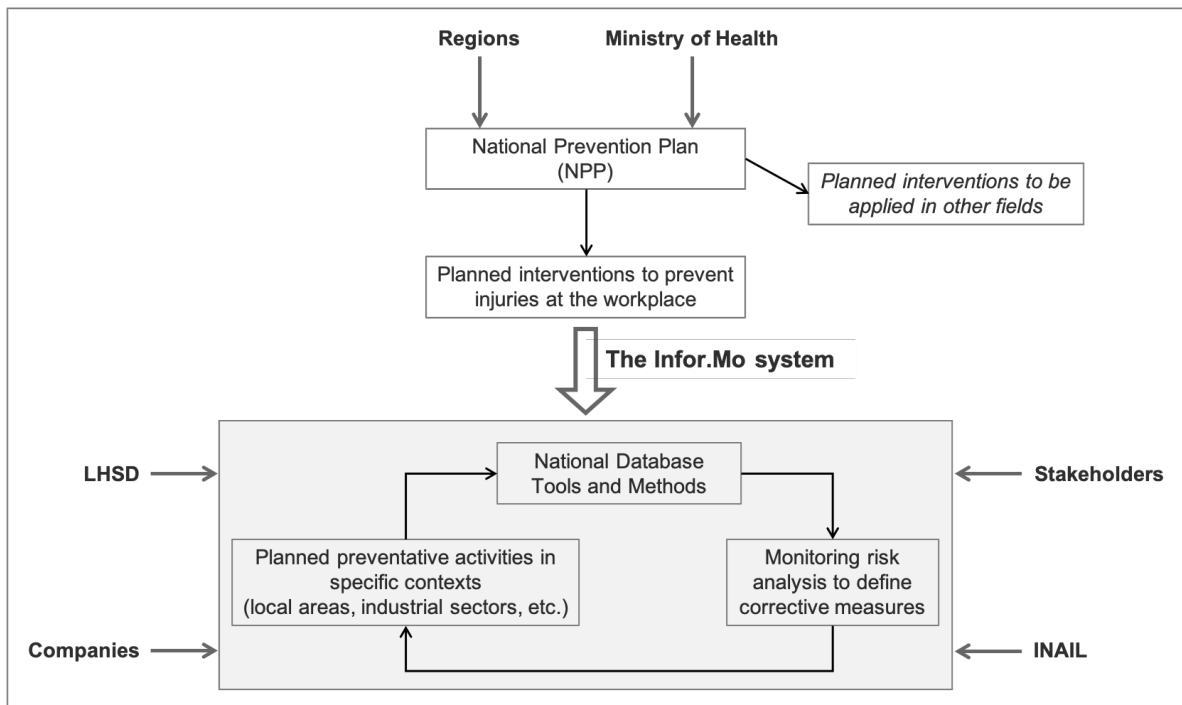 Regions
Ministry of Health
National Prevention Plan
(NPP)
Planned interventions to be
applied in other fields
Planned interventions to prevent
injuries at the workplace
The Infor.Mo system
LHSD
National Database
Tools and Methods
Stakeholders
Planned preventative activities in
specific contexts
(local areas, industrial sectors, etc.)
Monitoring risk
analysis to define
corrective measures
Companies
INAIL